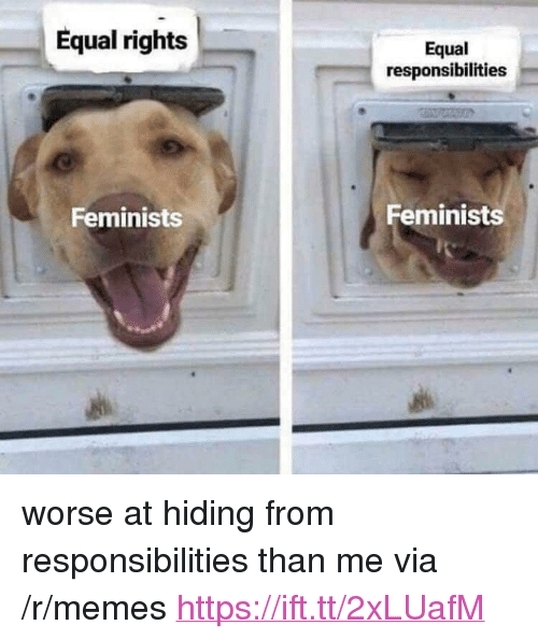 Equal rights
Feminists
Equal
responsibilities
Feminists
worse at hiding from
responsibilities than me via
/r/memes https://ift.tt/2xLUafM